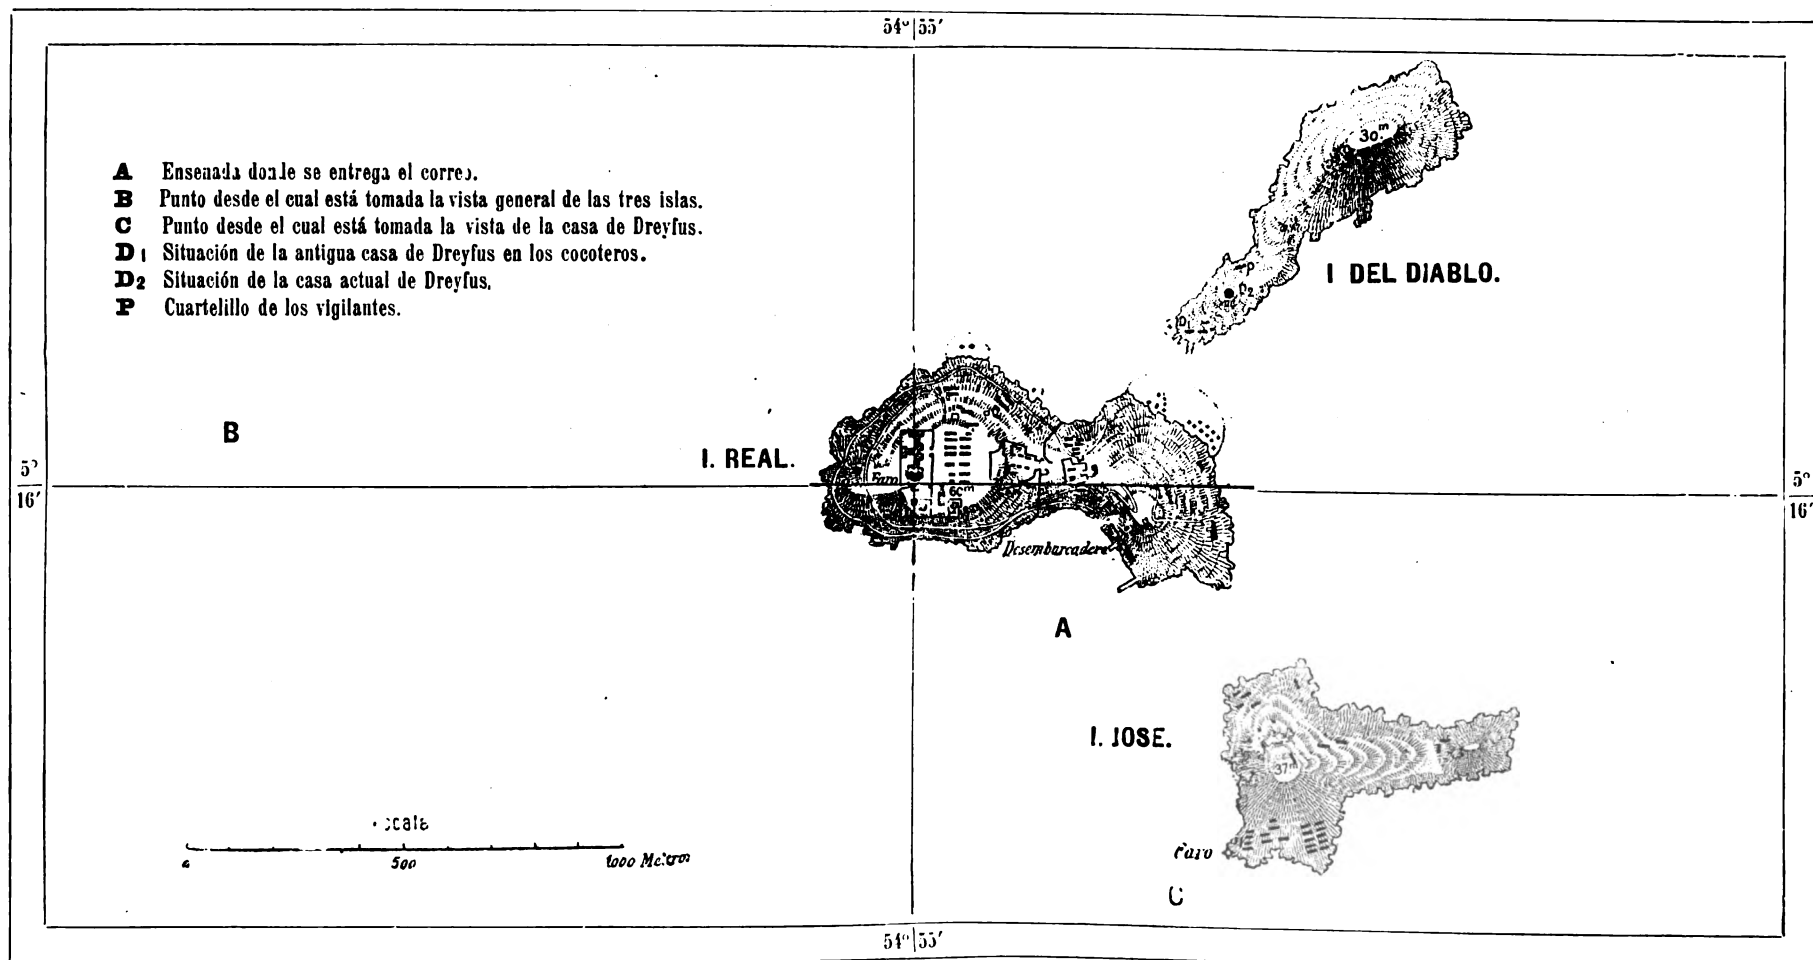 54° 55′
A Ensenada donde se entrega el correo.
B Punto desde el cual está tomada la vista general de las tres islas.
C Punto desde el cual está tomada la vista de la casa de Dreyfus.
D1 Situación de la antigua casa de Dreyfus en los cocoteros.
D2 Situación de la casa actual de Dreyfus.
P Cuartelillo de los vigilantes.
30.m
P
D2
D1
I DEL DIABLO.
B
I. REAL.
5° 16′
Faro
60m
5° 16′
Desembarcadero
A
I. JOSE.
37m
Faro
C
500
1000 Metros
54° 55′